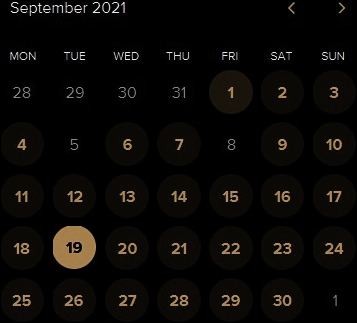 September 2021
MON TUE WED THU FRI SAT SUN
28 29 30 31 1 2 3
4 5 6 7 8 9 10
11 12 13 14 15 16 17
18 19 20 21 22 23 24
25 26 27 28 29 30 1